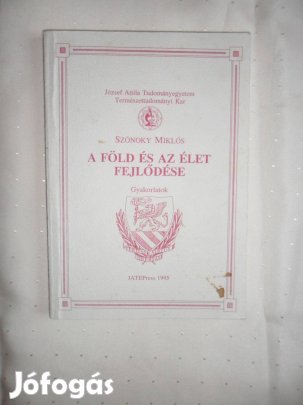 József Attila Tudományegyetem
Természettudományi Kar
SZÓNOKY MIKLÓS
A FÖLD ÉS AZ ÉLET
FEJLŐDÉSE
Gyakorlatok
JATEPress 1995
Jófogás